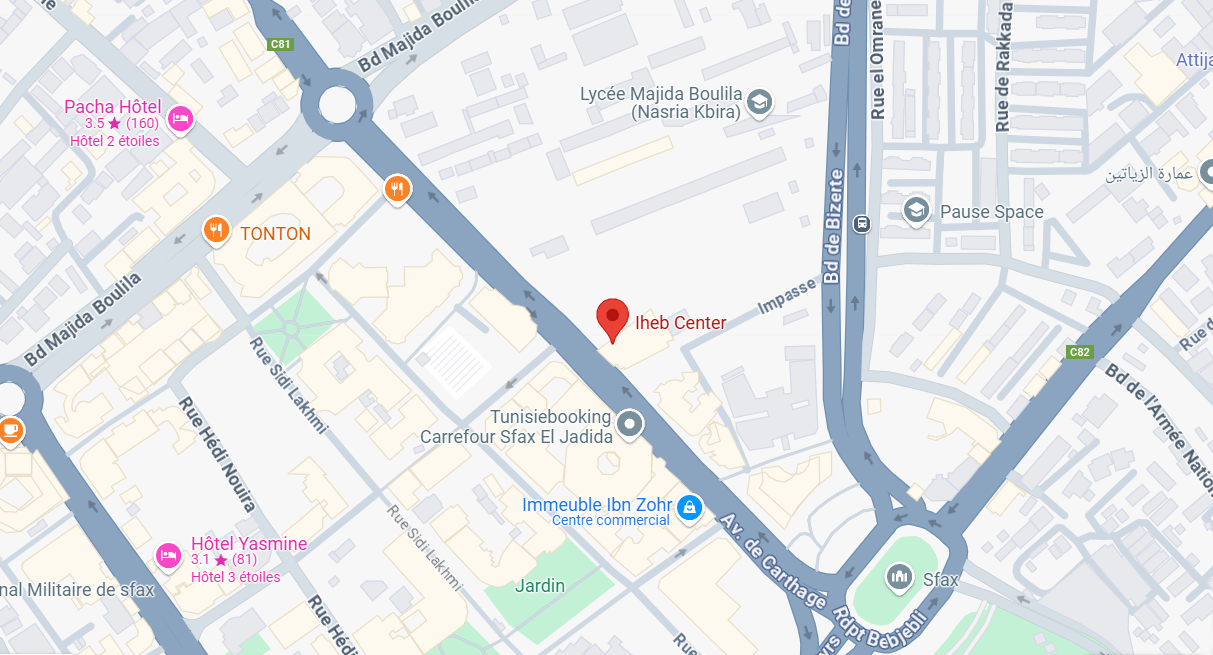 C81
Bd Majida Boulila
Bd de
Rue el Omrane
Rue de Rakkada
Attija
Pacha Hôtel
3.5 ★ (160)
Hôtel 2 étoiles
Lycée Majida Boulila
(Nasria Kbira)
عمارة الزياتين
Bd de Bizerte
Pause Space
TONTON
Bd Majida Boulila
Impasse
Iheb Center
Rue d
C82
Rue Sidi Lakhmi
Bd de l'Armée Nation
Rue Hédi Nouira
Tunisiebooking
Carrefour Sfax El Jadida
Immeuble Ibn Zohr
Centre commercial
Rue Sidi Lakhmi
Av. de Carthage
Hôtel Yasmine
3.1 ★ (81)
Hôtel 3 étoiles
nal Militaire de sfax
Jardin
Sfax
Rue Hédi
Rdpt Bebjebli
Rue